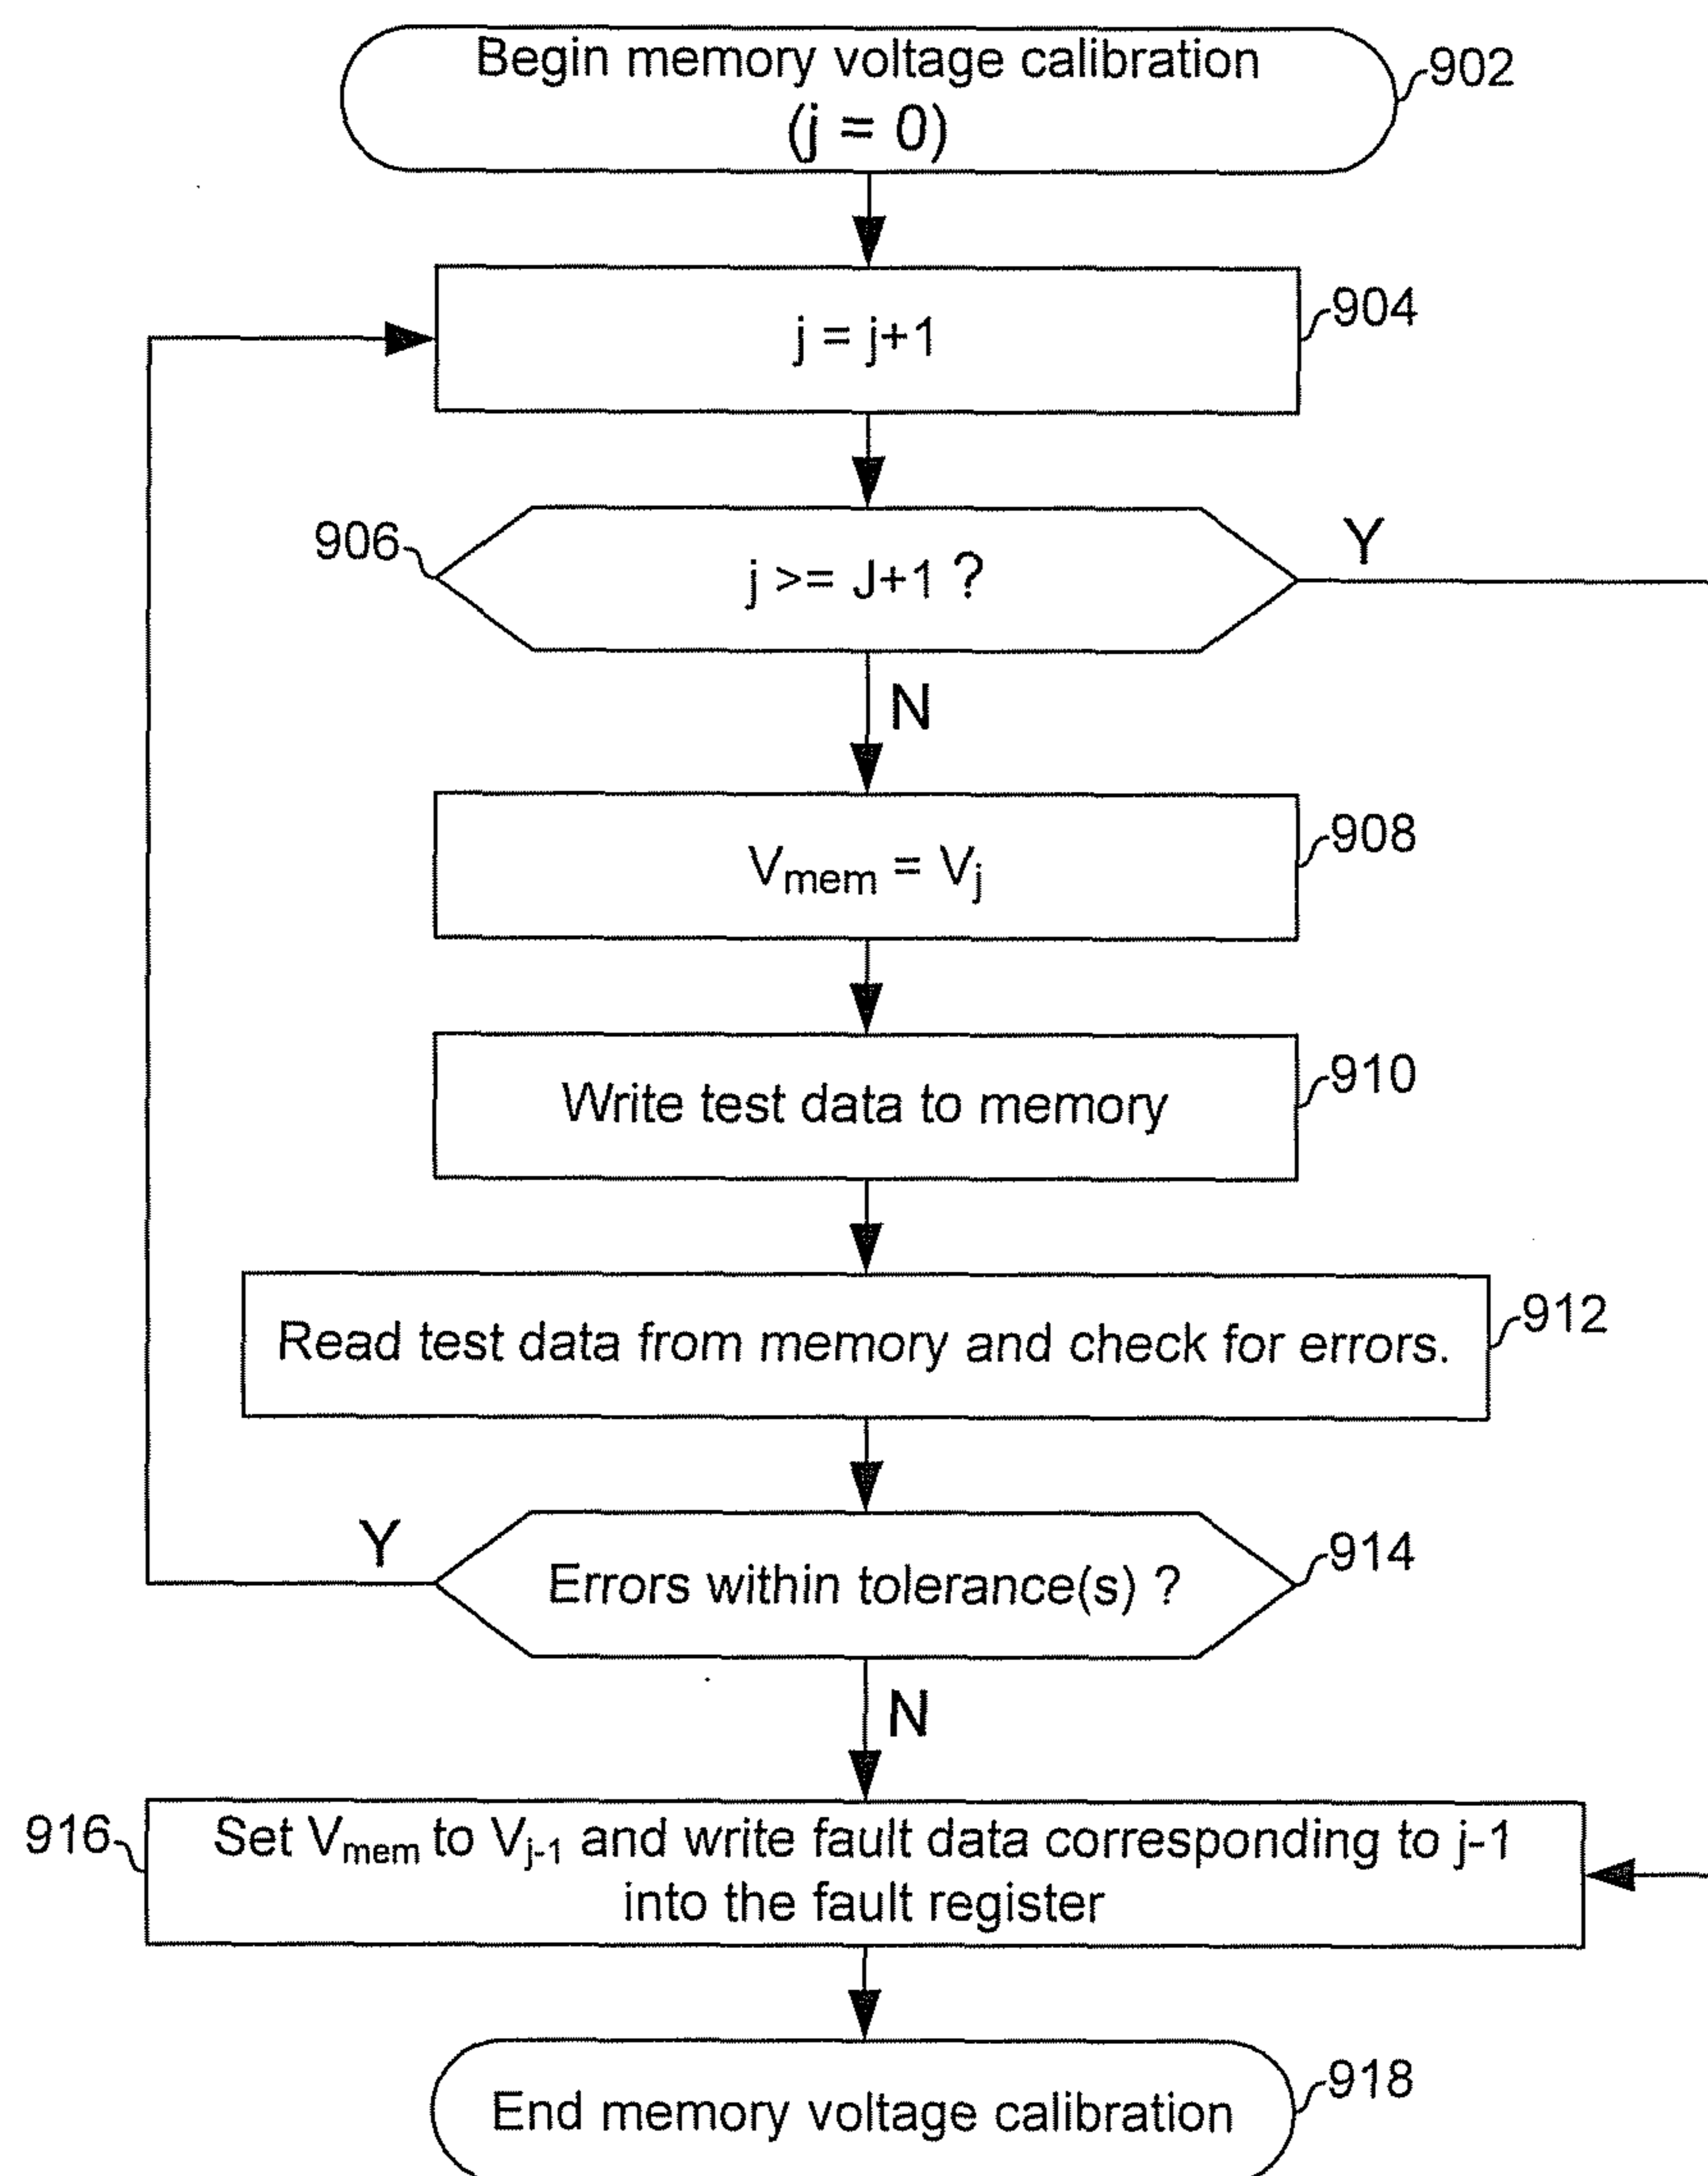 Begin memory voltage calibration
(j = 0)
902
j = j+1
904
906
j >= J+1 ?
Y
N
Vmem = Vj
908
Write test data to memory
910
Read test data from memory and check for errors.
912
Y
Errors within tolerance(s) ?
914
N
916
Set Vmem to Vj-1 and write fault data corresponding to j-1
into the fault register
End memory voltage calibration
918